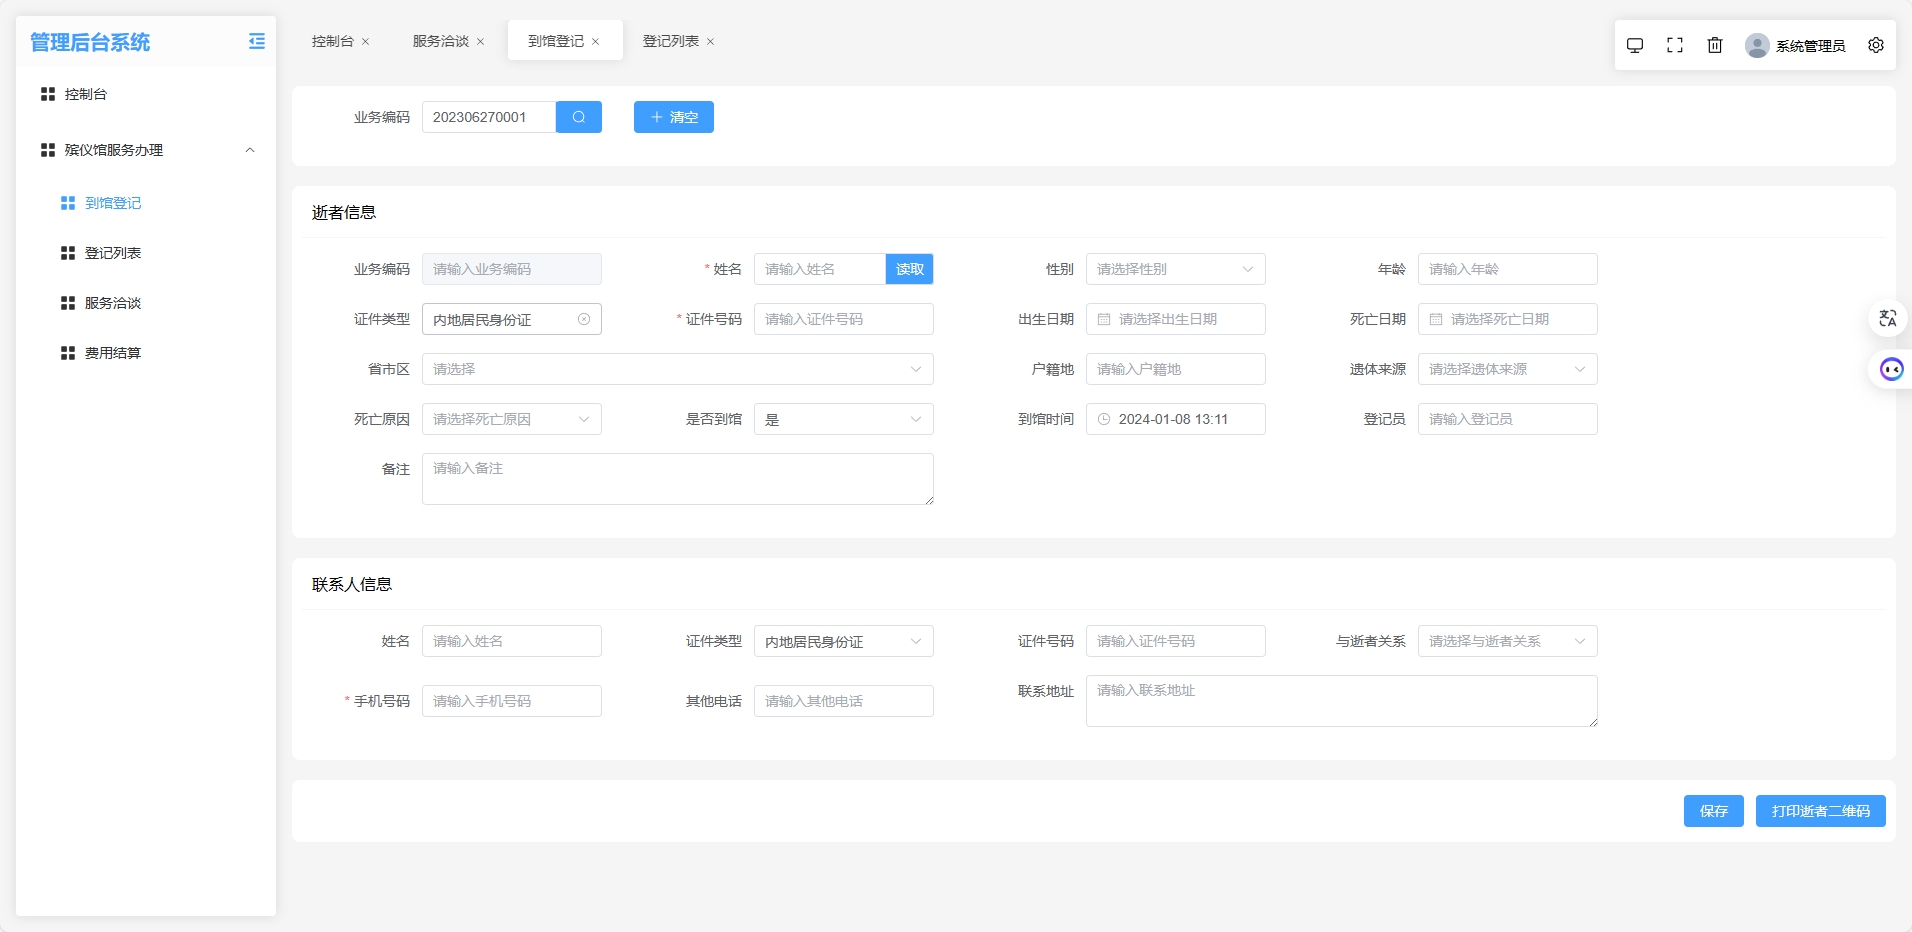 管理后台系统
控制台
殡仪馆服务办理
到馆登记
登记列表
服务洽谈
费用结算
控制台 × 服务洽谈 × 到馆登记 × 登记列表 ×
系统管理员
业务编码 202306270001 + 清空
逝者信息
业务编码 请输入业务编码 * 姓名 请输入姓名 读取 性别 请选择性别 年龄 请输入年龄
证件类型 内地居民身份证 * 证件号码 请输入证件号码 出生日期 请选择出生日期 死亡日期 请选择死亡日期
省市区 请选择 户籍地 请输入户籍地 遗体来源 请选择遗体来源
死亡原因 请选择死亡原因 是否到馆 是 到馆时间 2024-01-08 13:11 登记员 请输入登记员
备注 请输入备注
联系人信息
姓名 请输入姓名 证件类型 内地居民身份证 证件号码 请输入证件号码 与逝者关系 请选择与逝者关系
* 手机号码 请输入手机号码 其他电话 请输入其他电话 联系地址 请输入联系地址
保存 打印逝者二维码